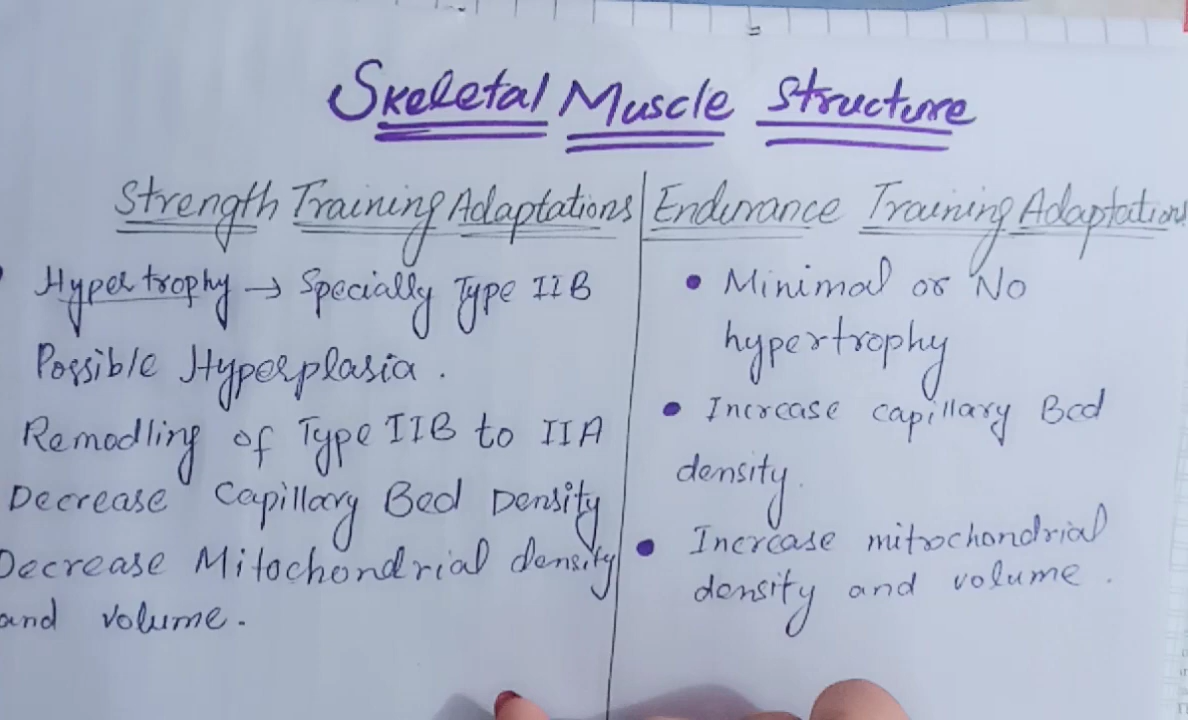 Skeletal Muscle Structure
Strength Training Adaptations
Hypertrophy → Specially Type IIB
Possible Hyperplasia.
Remodling of Type IIB to IIA
Decrease Capillary Bed Density
Decrease Mitochondrial density
and volume.
Endurance Training Adaptations
• Minimal or No
hypertrophy
• Increase capillary Bed
density.
• Increase mitrochondrial
density and volume.